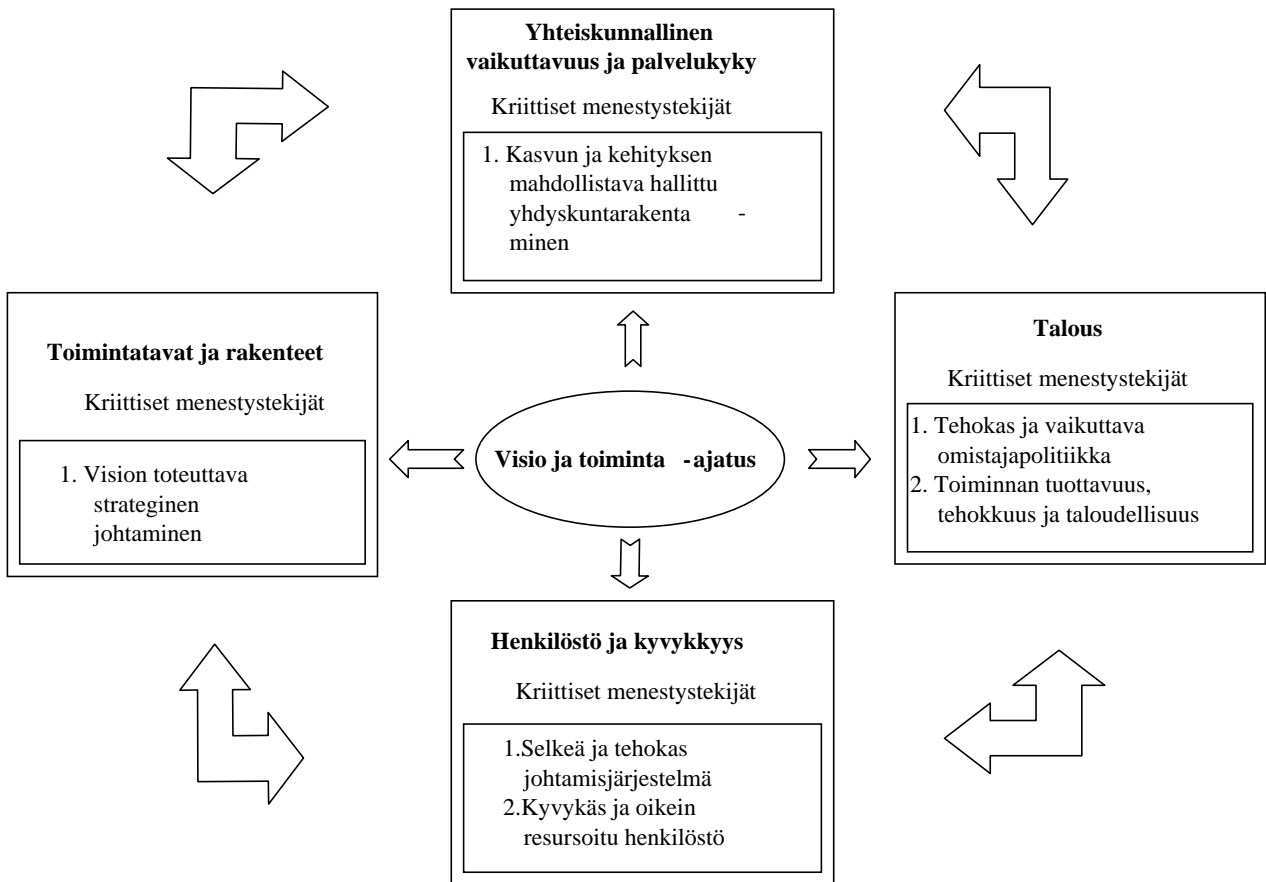 Yhteiskunnallinen
vaikuttavuus ja palvelukyky
Kriittiset menestystekijät
1. Kasvun ja kehityksen
mahdollistava hallittu
yhdyskuntarakenta -
minen
Toimintatavat ja rakenteet
Kriittiset menestystekijät
1. Vision toteuttava
strateginen
johtaminen
Visio ja toiminta -ajatus
Talous
Kriittiset menestystekijät
1. Tehokas ja vaikuttava
omistajapolitiikka
2. Toiminnan tuottavuus,
tehokkuus ja taloudellisuus
Henkilöstö ja kyvykkyys
Kriittiset menestystekijät
1.Selkeä ja tehokas
johtamisjärjestelmä
2.Kyvykäs ja oikein
resursoitu henkilöstö